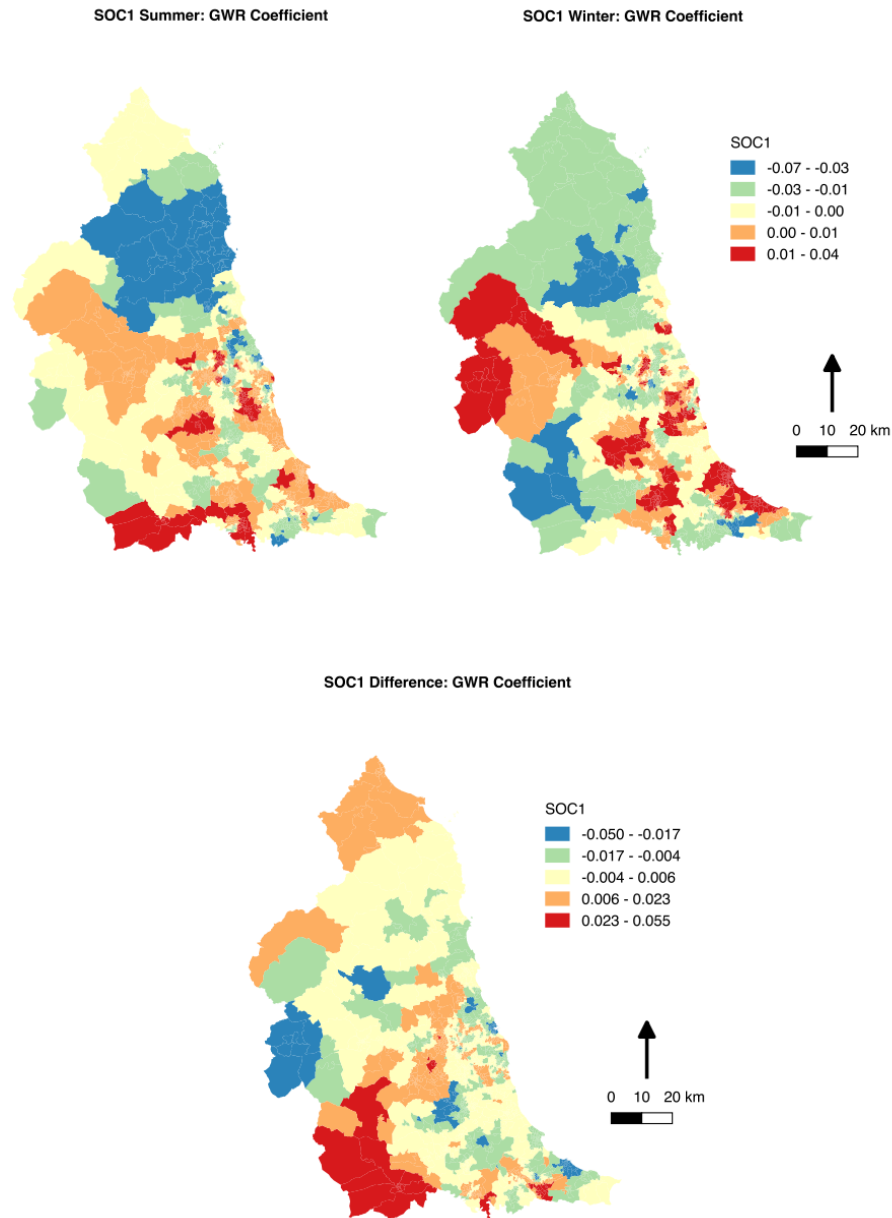 SOC1 Summer: GWR Coefficient
SOC1 Winter: GWR Coefficient
SOC1
-0.07 - -0.03
-0.03 - -0.01
-0.01 - 0.00
0.00 - 0.01
0.01 - 0.04
0 10 20 km
SOC1 Difference: GWR Coefficient
SOC1
-0.050 - -0.017
-0.017 - -0.004
-0.004 - 0.006
0.006 - 0.023
0.023 - 0.055
0 10 20 km